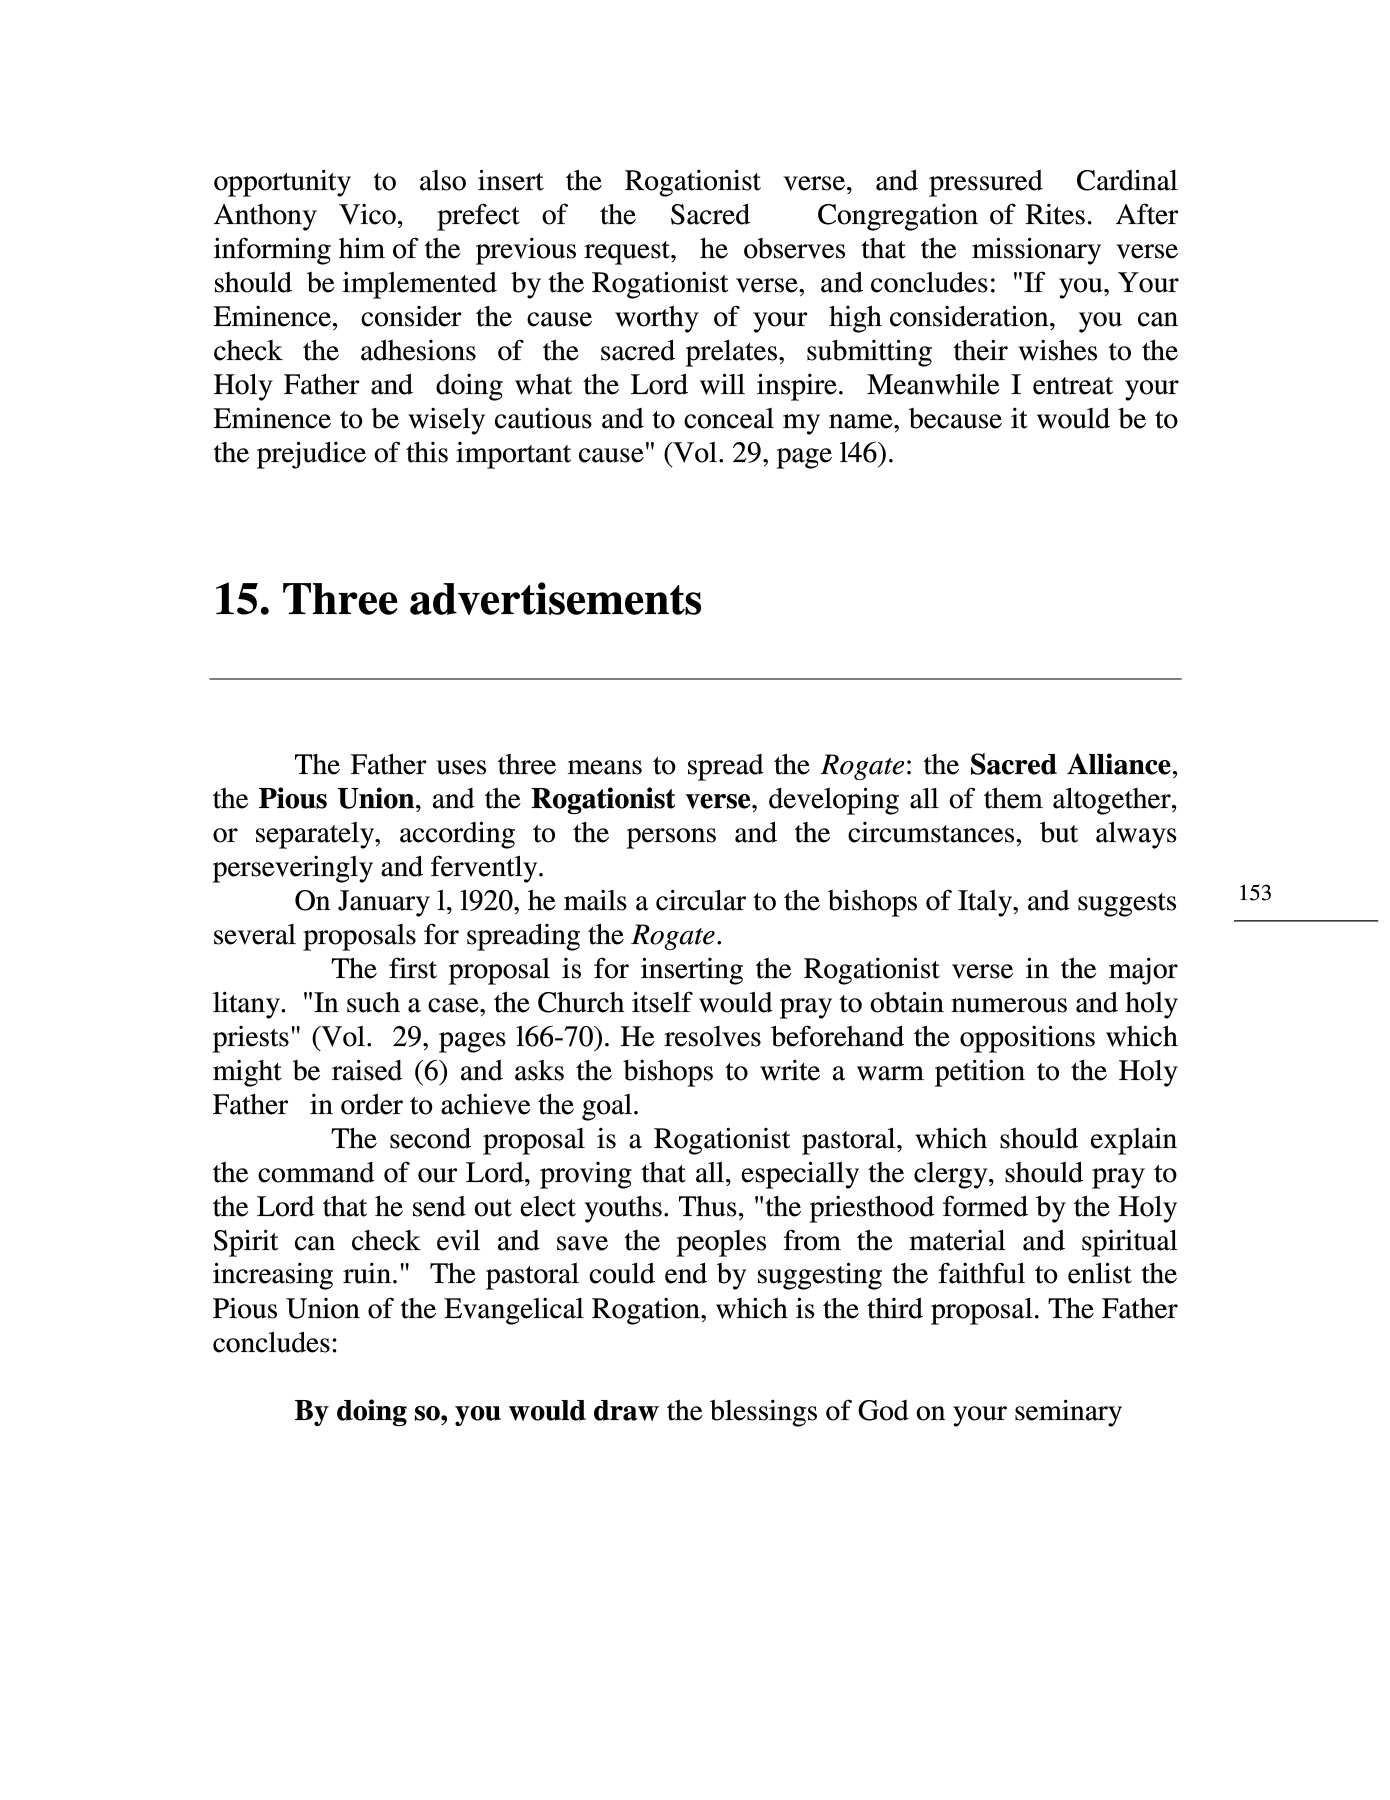 opportunity to also insert the Rogationist verse, and pressured Cardinal
Anthony Vico, prefect of the Sacred Congregation of Rites. After
informing him of the previous request, he observes that the missionary verse
should be implemented by the Rogationist verse, and concludes: "If you, Your
Eminence, consider the cause worthy of your high consideration, you can
check the adhesions of the sacred prelates, submitting their wishes to the
Holy Father and doing what the Lord will inspire. Meanwhile I entreat your
Eminence to be wisely cautious and to conceal my name, because it would be to
the prejudice of this important cause" (Vol. 29, page l46).
15. Three advertisements
The Father uses three means to spread the Rogate: the Sacred Alliance,
the Pious Union, and the Rogationist verse, developing all of them altogether,
or separately, according to the persons and the circumstances, but always
perseveringly and fervently.
On January l, l920, he mails a circular to the bishops of Italy, and suggests
several proposals for spreading the Rogate.
The first proposal is for inserting the Rogationist verse in the major
litany. "In such a case, the Church itself would pray to obtain numerous and holy
priests" (Vol. 29, pages l66-70). He resolves beforehand the oppositions which
might be raised (6) and asks the bishops to write a warm petition to the Holy
Father in order to achieve the goal.
The second proposal is a Rogationist pastoral, which should explain
the command of our Lord, proving that all, especially the clergy, should pray to
the Lord that he send out elect youths. Thus, "the priesthood formed by the Holy
Spirit can check evil and save the peoples from the material and spiritual
increasing ruin." The pastoral could end by suggesting the faithful to enlist the
Pious Union of the Evangelical Rogation, which is the third proposal. The Father
concludes:
By doing so, you would draw the blessings of God on your seminary
153